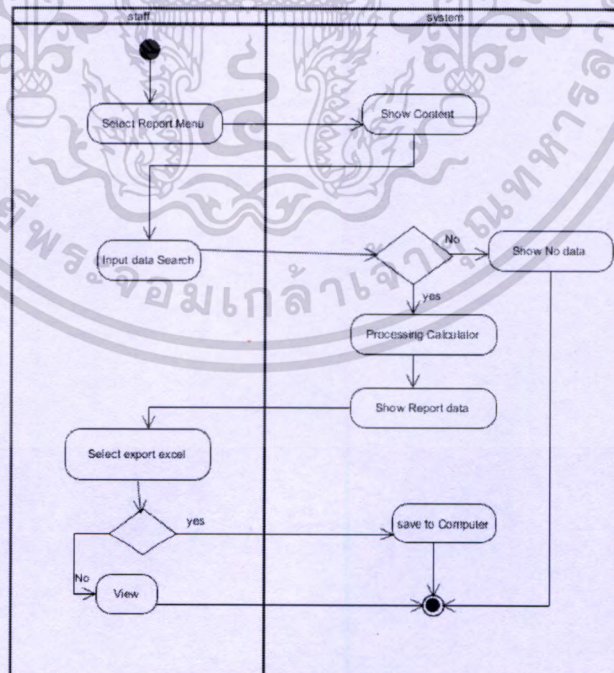 staff
system
Select Report Menu
Show Content
Input data Search
No
Show No data
yes
Processing Calculator
Show Report data
Select export excel
yes
save to Computer
No
View